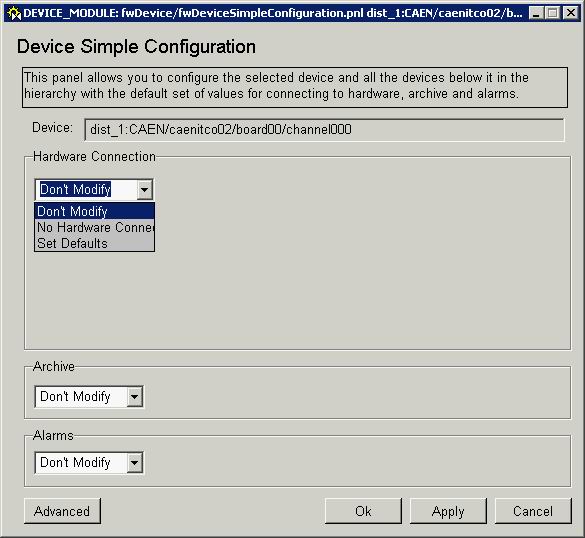 DEVICE_MODULE: fwDevice/fwDeviceSimpleConfiguration.pnl dist_1:CAEN/caenitco02/b...
Device Simple Configuration
This panel allows you to configure the selected device and all the devices below it in the
hierarchy with the default set of values for connecting to hardware, archive and alarms.
Device: dist_1:CAEN/caenitco02/board00/channel000
Hardware Connection
Don't Modify
Don't Modify
No Hardware Connec
Set Defaults
Archive
Don't Modify
Alarms
Don't Modify
Advanced Ok Apply Cancel